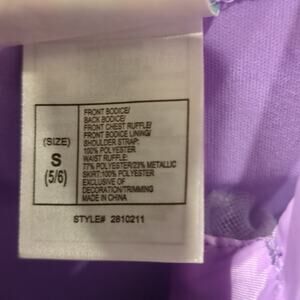 (SIZE)
S
(5/6)
FRONT BODICE/
BACK BODICE/
FRONT CHEST RUFFLE/
FRONT BODICE LINING/
SHOULDER STRAP:
100% POLYESTER
WAIST RUFFLE:
77% POLYESTER/23% METALLIC
SKIRT:100% POLYESTER
EXCLUSIVE OF
DECORATION/TRIMMING
MADE IN CHINA
STYLE# 2810211